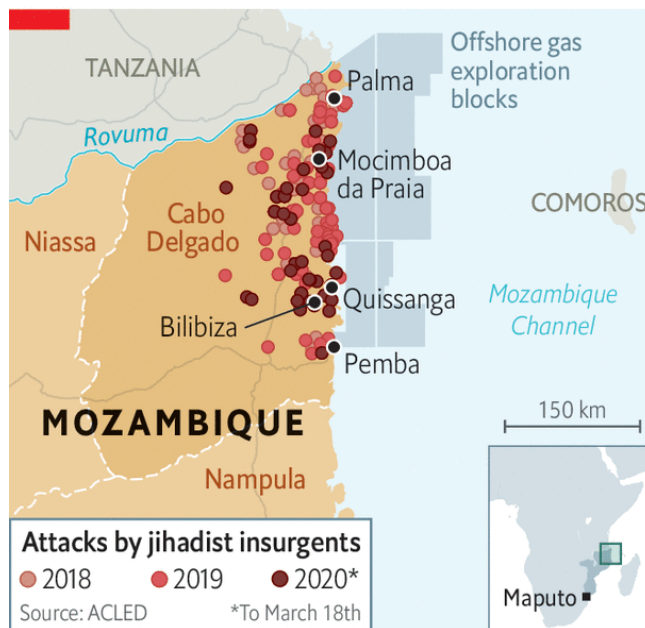 TANZANIA
Offshore gas
exploration
blocks
Palma
Rovuma
Mocimboa
da Praia
Cabo
Delgado
Niassa
COMOROS
Quissanga
Bilibiza
Mozambique
Channel
Pemba
MOZAMBIQUE
150 km
Nampula
Attacks by jihadist insurgents
2018 2019 2020*
Source: ACLED *To March 18th
Maputo